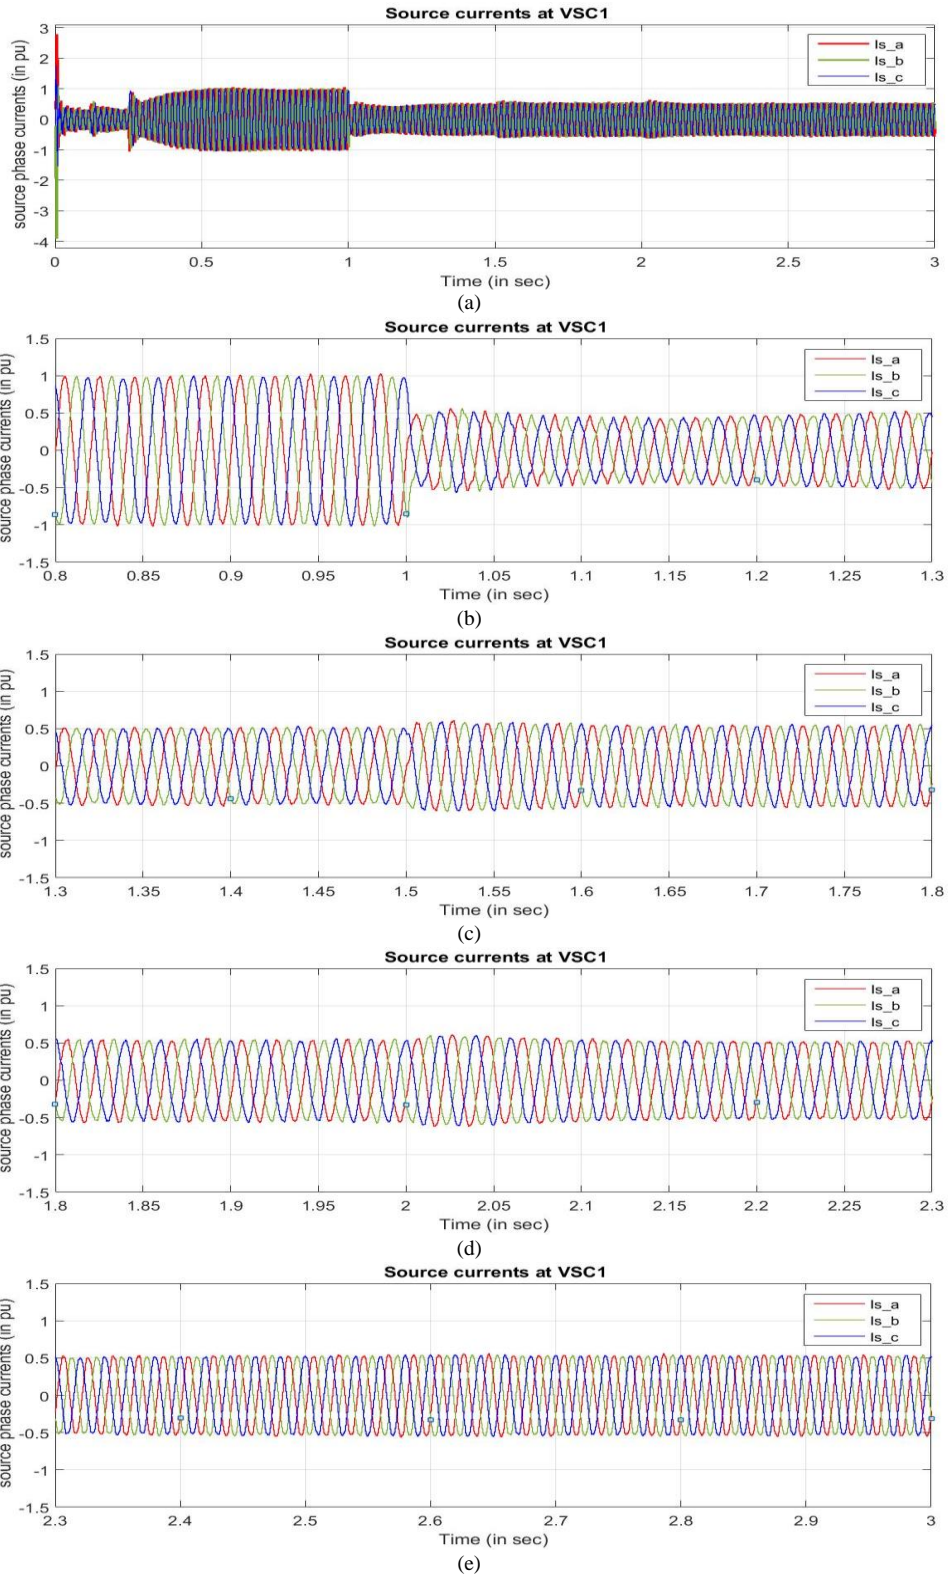 Source currents at VSC1
source phase currents (in pu)
Is_a
Is_b
Is_c
3
2
1
0
-1
-2
-3
-4
0 0.5 1 1.5 2 2.5 3
Time (in sec)
(a)
Source currents at VSC1
source phase currents (in pu)
Is_a
Is_b
Is_c
1.5
1
0.5
0
-0.5
-1
-1.5
0.8 0.85 0.9 0.95 1 1.05 1.1 1.15 1.2 1.25 1.3
Time (in sec)
(b)
Source currents at VSC1
source phase currents (in pu)
Is_a
Is_b
Is_c
1.5
1
0.5
0
-0.5
-1
-1.5
1.3 1.35 1.4 1.45 1.5 1.55 1.6 1.65 1.7 1.75 1.8
Time (in sec)
(c)
Source currents at VSC1
source phase currents (in pu)
Is_a
Is_b
Is_c
1.5
1
0.5
0
-0.5
-1
-1.5
1.8 1.85 1.9 1.95 2 2.05 2.1 2.15 2.2 2.25 2.3
Time (in sec)
(d)
Source currents at VSC1
source phase currents (in pu)
Is_a
Is_b
Is_c
1.5
1
0.5
0
-0.5
-1
-1.5
2.3 2.4 2.5 2.6 2.7 2.8 2.9 3
Time (in sec)
(e)